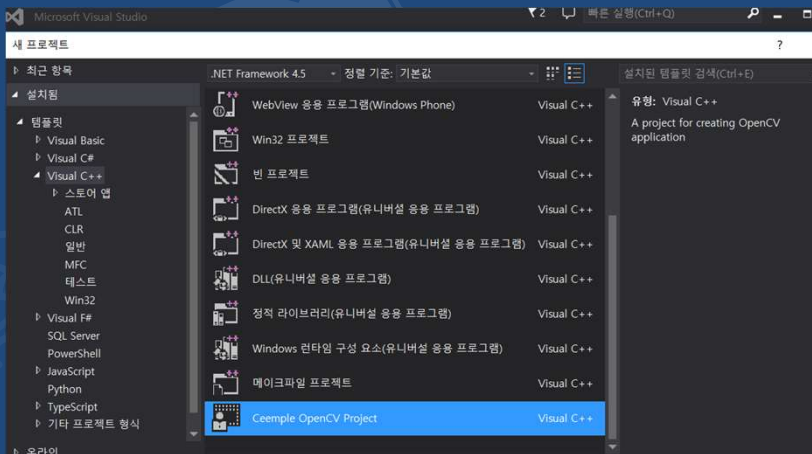 Microsoft Visual Studio
2
빠른 실행(Ctrl+Q)
새 프로젝트
?
최근 항목
.NET Framework 4.5
정렬 기준: 기본값
설치된 템플릿 검색(Ctrl+E)
설치됨
템플릿
Visual Basic
Visual C#
Visual C++
스토어 앱
ATL
CLR
일반
MFC
테스트
Win32
Visual F#
SQL Server
PowerShell
JavaScript
Python
TypeScript
기타 프로젝트 형식
온라인
WebView 응용 프로그램(Windows Phone) Visual C++
Win32 프로젝트 Visual C++
빈 프로젝트 Visual C++
DirectX 응용 프로그램(유니버설 응용 프로그램) Visual C++
DirectX 및 XAML 응용 프로그램(유니버설 응용 프로그램) Visual C++
DLL(유니버설 응용 프로그램) Visual C++
정적 라이브러리(유니버설 응용 프로그램) Visual C++
Windows 런타임 구성 요소(유니버설 응용 프로그램) Visual C++
메이크파일 프로젝트 Visual C++
Ceemple OpenCV Project Visual C++
유형: Visual C++
A project for creating OpenCV
application